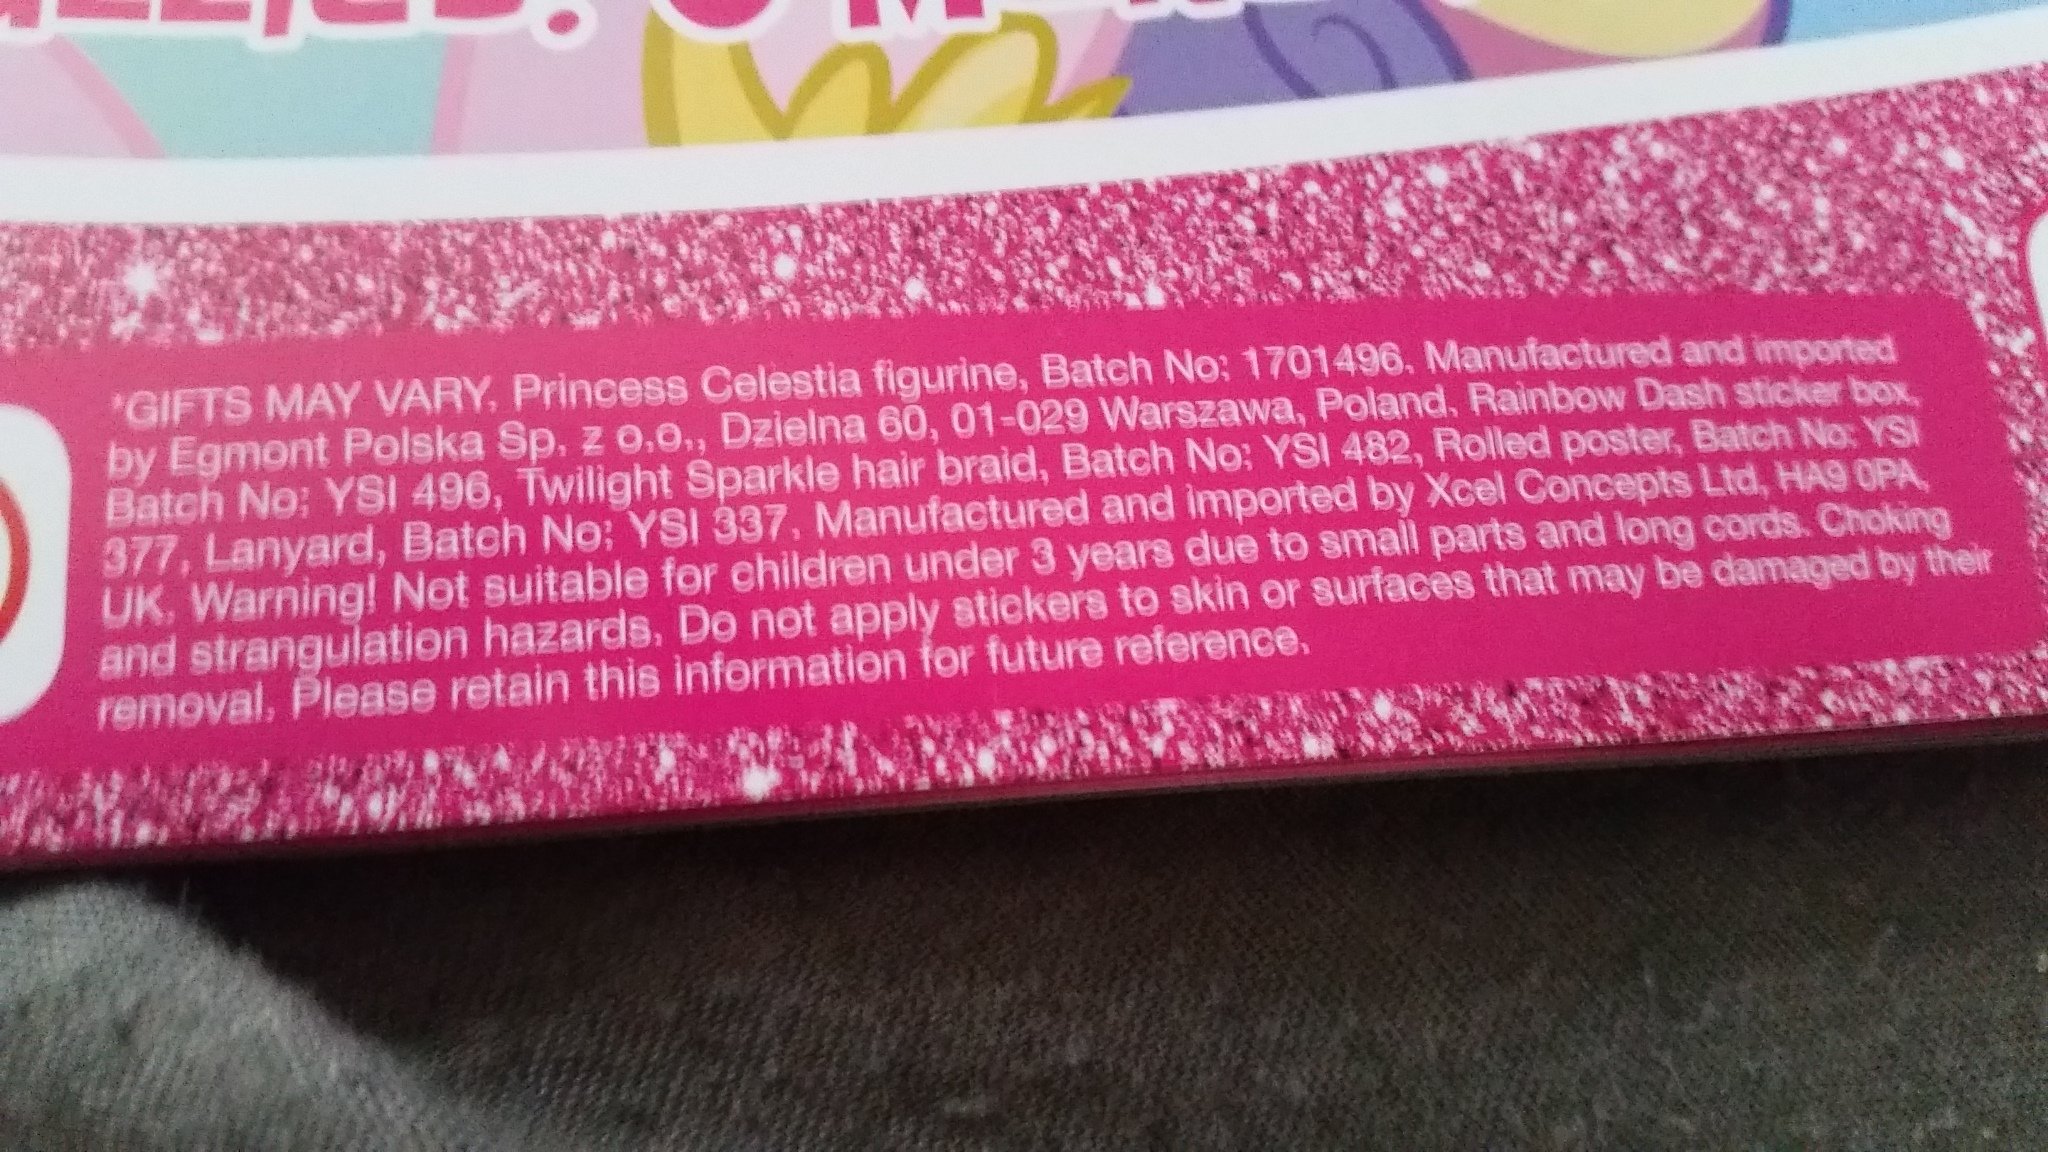 *GIFTS MAY VARY. Princess Celestia figurine, Batch No: 1701496. Manufactured and imported
by Egmont Polska Sp. z o.o., Dzielna 60, 01-029 Warszawa, Poland. Rainbow Dash sticker box,
Batch No: YSI 496, Twilight Sparkle hair braid, Batch No: YSI 482, Rolled poster, Batch No: YSI
377, Lanyard, Batch No: YSI 337. Manufactured and imported by Xcel Concepts Ltd, HA9 0PA,
UK. Warning! Not suitable for children under 3 years due to small parts and long cords. Choking
and strangulation hazards. Do not apply stickers to skin or surfaces that may be damaged by their
removal. Please retain this information for future reference.